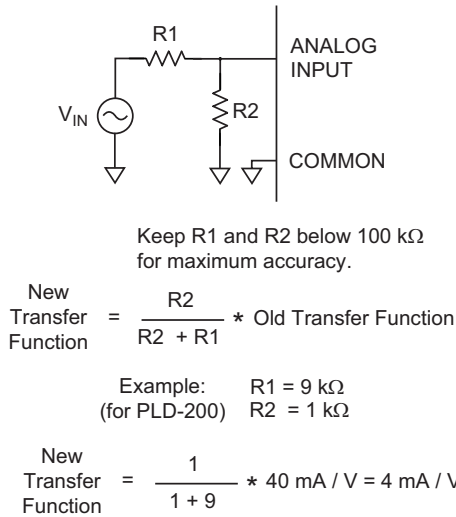 R1
ANALOG
INPUT
R2
VIN
COMMON
Keep R1 and R2 below 100 kΩ
for maximum accuracy.
New
Transfer
Function
=
R2
R2 + R1
* Old Transfer Function
Example:
(for PLD-200)
R1 = 9 kΩ
R2 = 1 kΩ
New
Transfer
Function
=
1
1 + 9
* 40 mA / V = 4 mA / V